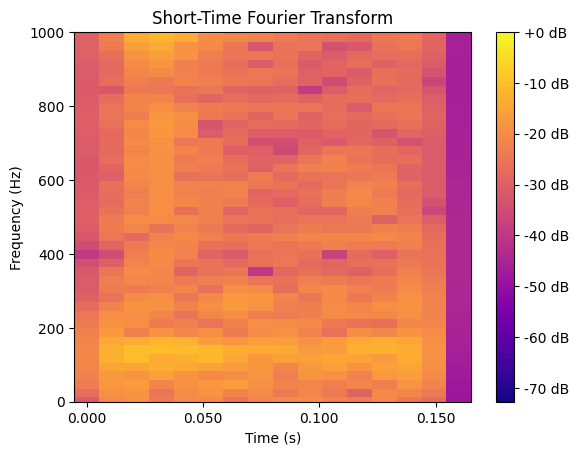 Short-Time Fourier Transform
Frequency (Hz)
1000
800
600
400
200
0
0.000 0.050 0.100 0.150
Time (s)
+0 dB
-10 dB
-20 dB
-30 dB
-40 dB
-50 dB
-60 dB
-70 dB